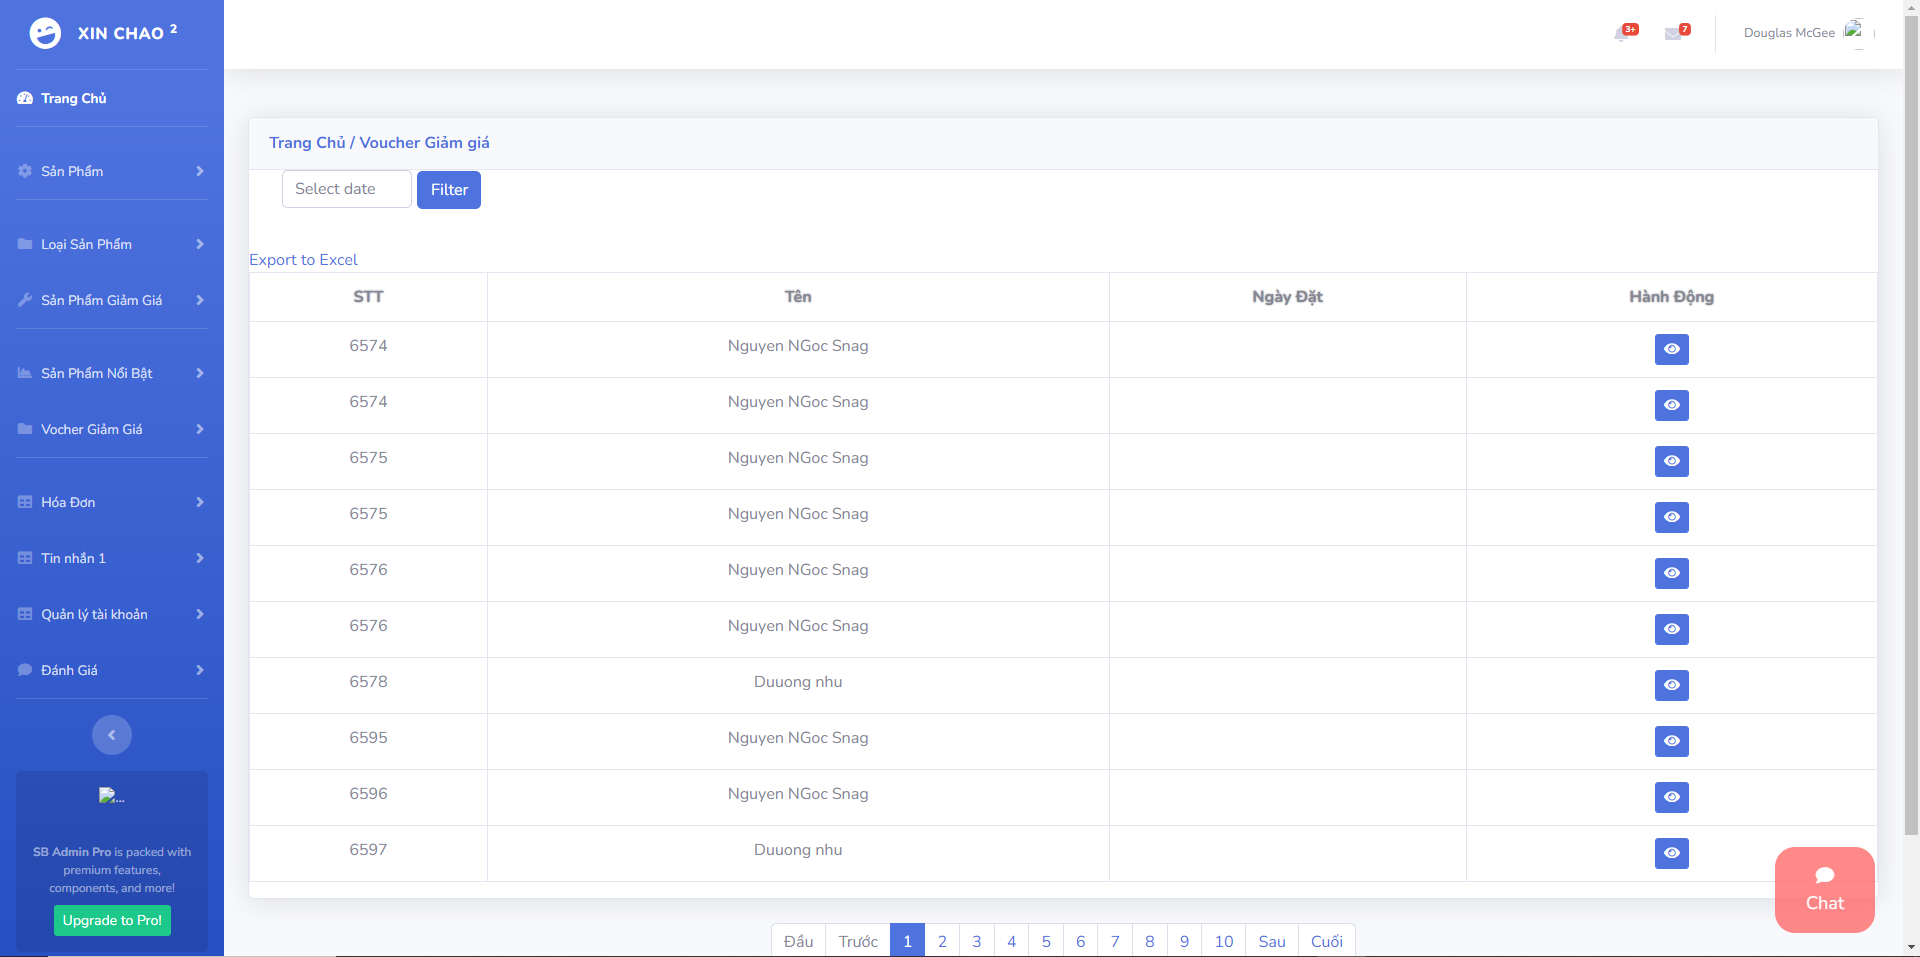 XIN CHAO 2
3+
7
Douglas McGee
Trang Chủ
Sản Phẩm
Loại Sản Phẩm
Sản Phẩm Giảm Giá
Sản Phẩm Nổi Bật
Vocher Giảm Giá
Hóa Đơn
Tin nhắn 1
Quản lý tài khoản
Đánh Giá
...
SB Admin Pro is packed with
premium features,
components, and more!
Upgrade to Pro!
Trang Chủ / Voucher Giảm giá
Select date Filter
Export to Excel
STT Tên Ngày Đặt Hành Động
6574 Nguyen NGoc Snag
6574 Nguyen NGoc Snag
6575 Nguyen NGoc Snag
6575 Nguyen NGoc Snag
6576 Nguyen NGoc Snag
6576 Nguyen NGoc Snag
6578 Duuong nhu
6595 Nguyen NGoc Snag
6596 Nguyen NGoc Snag
6597 Duuong nhu
Chat
Đầu Trước 1 2 3 4 5 6 7 8 9 10 Sau Cuối